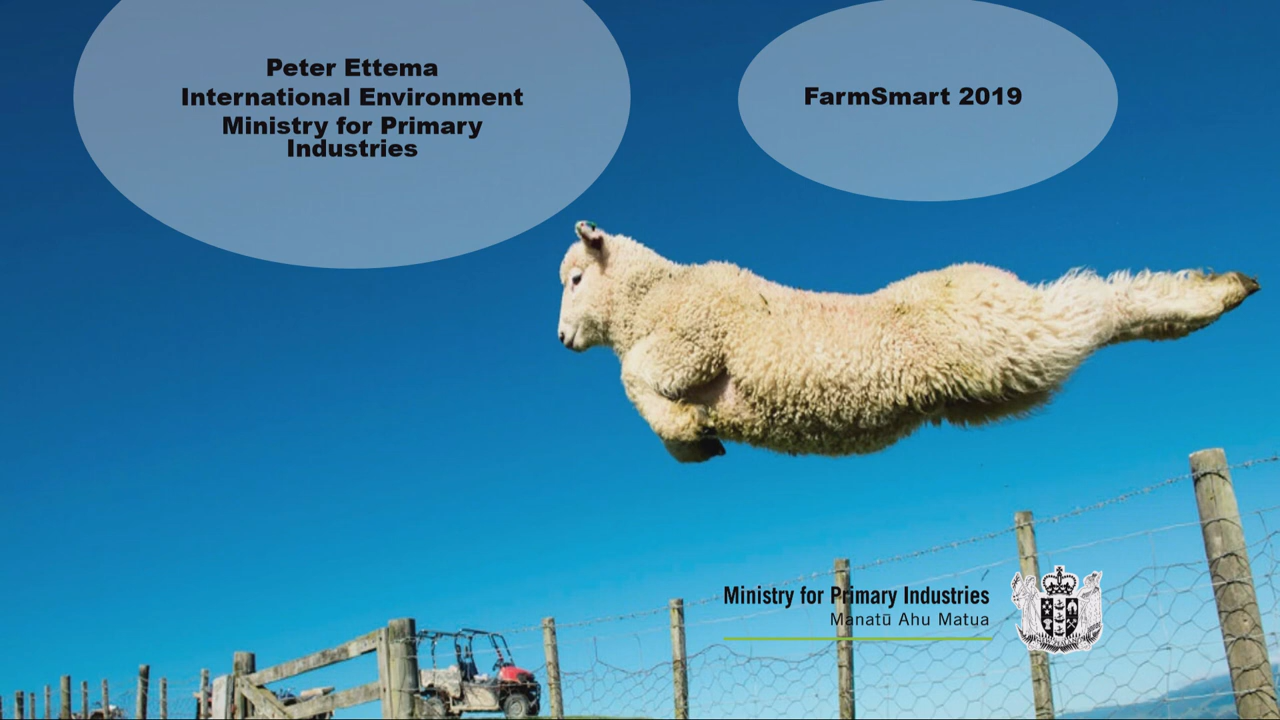 Peter Ettema
International Environment
Ministry for Primary
Industries
FarmSmart 2019
Ministry for Primary Industries
Manatū Ahu Matua